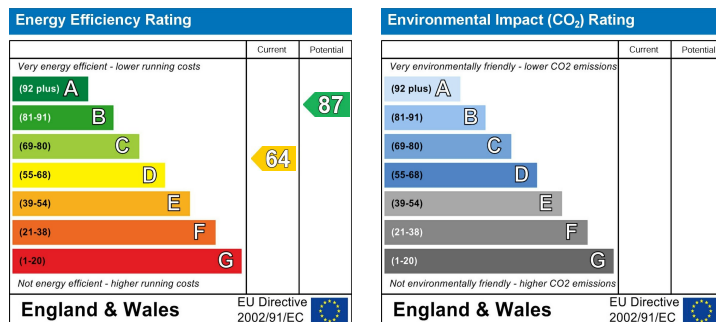 Energy Efficiency Rating
Current Potential
Very energy efficient - lower running costs
(92 plus) A
(81-91) B
87
(69-80) C
64
(55-68) D
(39-54) E
(21-38) F
(1-20) G
Not energy efficient - higher running costs
England & Wales
EU Directive
2002/91/EC
Environmental Impact (CO₂) Rating
Current Potential
Very environmentally friendly - lower CO2 emissions
(92 plus) A
(81-91) B
(69-80) C
(55-68) D
(39-54) E
(21-38) F
(1-20) G
Not environmentally friendly - higher CO2 emissions
England & Wales
EU Directive
2002/91/EC